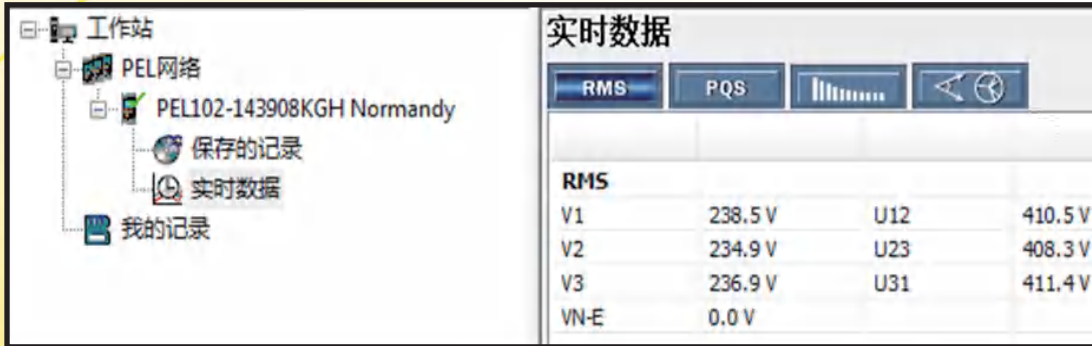 工作站
PEL网络
PEL102-143908KGH Normandy
保存的记录
实时数据
我的记录
实时数据
RMS PQS
RMS
V1 238.5 V U12 410.5 V
V2 234.9 V U23 408.3 V
V3 236.9 V U31 411.4 V
VN-E 0.0 V